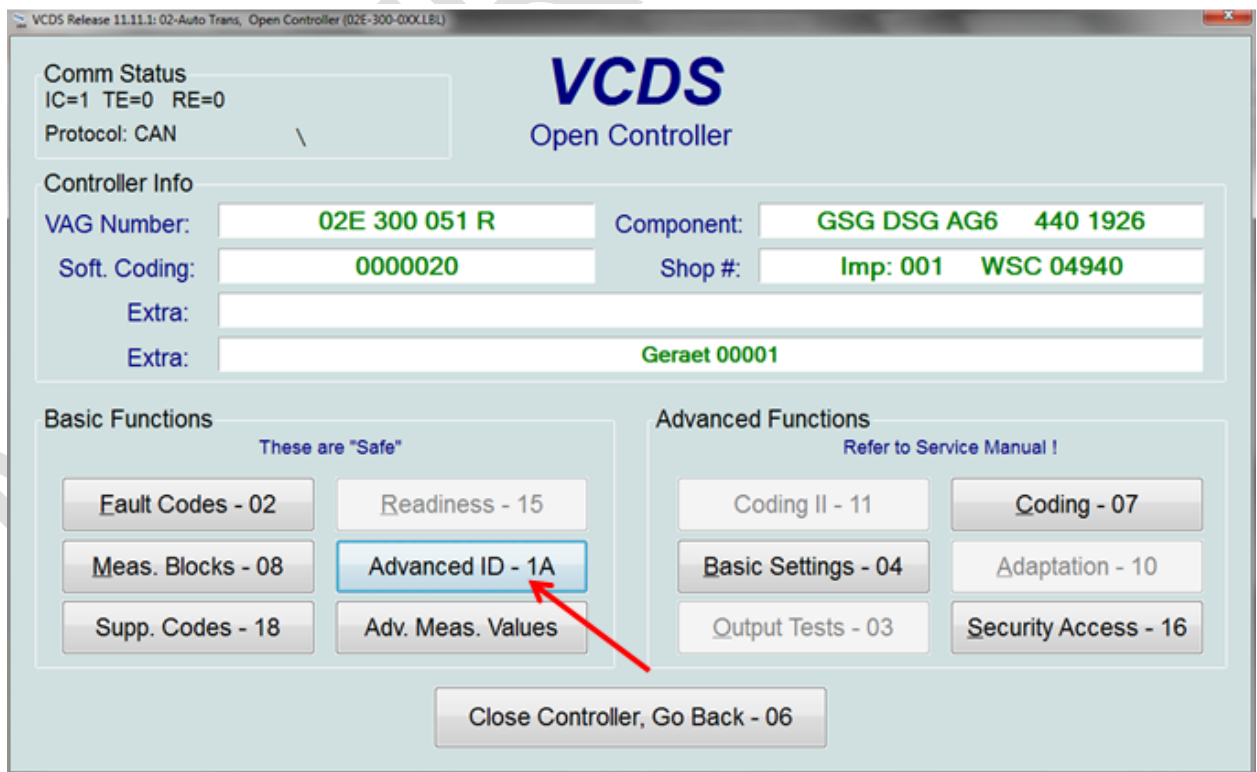 VCDS Release 11.11.1: 02-Auto Trans, Open Controller (02E-300-0XX.LBL)
Comm Status
IC=1 TE=0 RE=0
Protocol: CAN \
VCDS
Open Controller
Controller Info
VAG Number: 02E 300 051 R Component: GSG DSG AG6 440 1926
Soft. Coding: 0000020 Shop #: Imp: 001 WSC 04940
Extra:
Extra: Geraet 00001
Basic Functions
These are "Safe"
Fault Codes - 02 Readiness - 15
Meas. Blocks - 08 Advanced ID - 1A
Supp. Codes - 18 Adv. Meas. Values
Advanced Functions
Refer to Service Manual !
Coding II - 11 Coding - 07
Basic Settings - 04 Adaptation - 10
Output Tests - 03 Security Access - 16
Close Controller, Go Back - 06